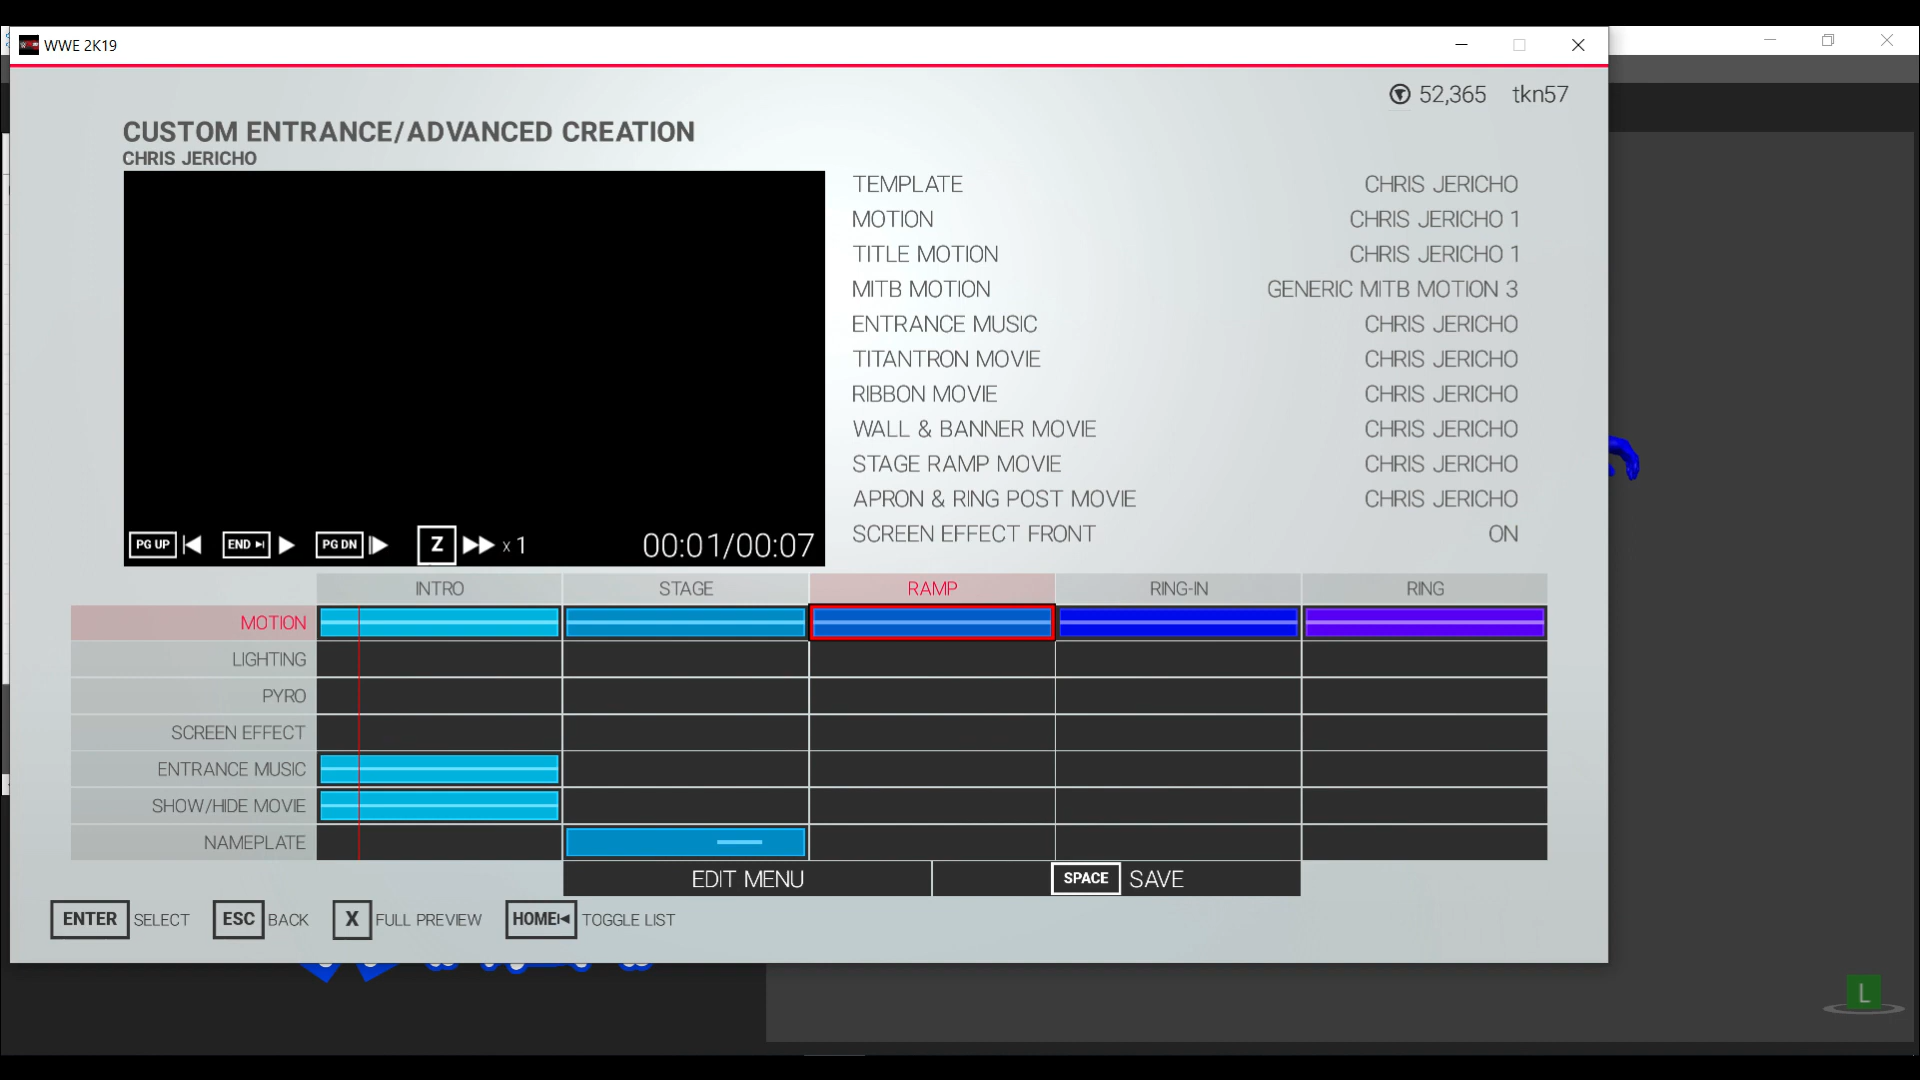 WWE 2K19
52,365 tkn57
CUSTOM ENTRANCE/ADVANCED CREATION
CHRIS JERICHO
TEMPLATE CHRIS JERICHO
MOTION CHRIS JERICHO 1
TITLE MOTION CHRIS JERICHO 1
MITB MOTION GENERIC MITB MOTION 3
ENTRANCE MUSIC CHRIS JERICHO
TITANTRON MOVIE CHRIS JERICHO
RIBBON MOVIE CHRIS JERICHO
WALL & BANNER MOVIE CHRIS JERICHO
STAGE RAMP MOVIE CHRIS JERICHO
APRON & RING POST MOVIE CHRIS JERICHO
SCREEN EFFECT FRONT ON
PG UP END PG DN Z x 1 00:01/00:07
INTRO STAGE RAMP RING-IN RING
MOTION
LIGHTING
PYRO
SCREEN EFFECT
ENTRANCE MUSIC
SHOW/HIDE MOVIE
NAMEPLATE
EDIT MENU SPACE SAVE
ENTER SELECT ESC BACK X FULL PREVIEW HOME TOGGLE LIST
L